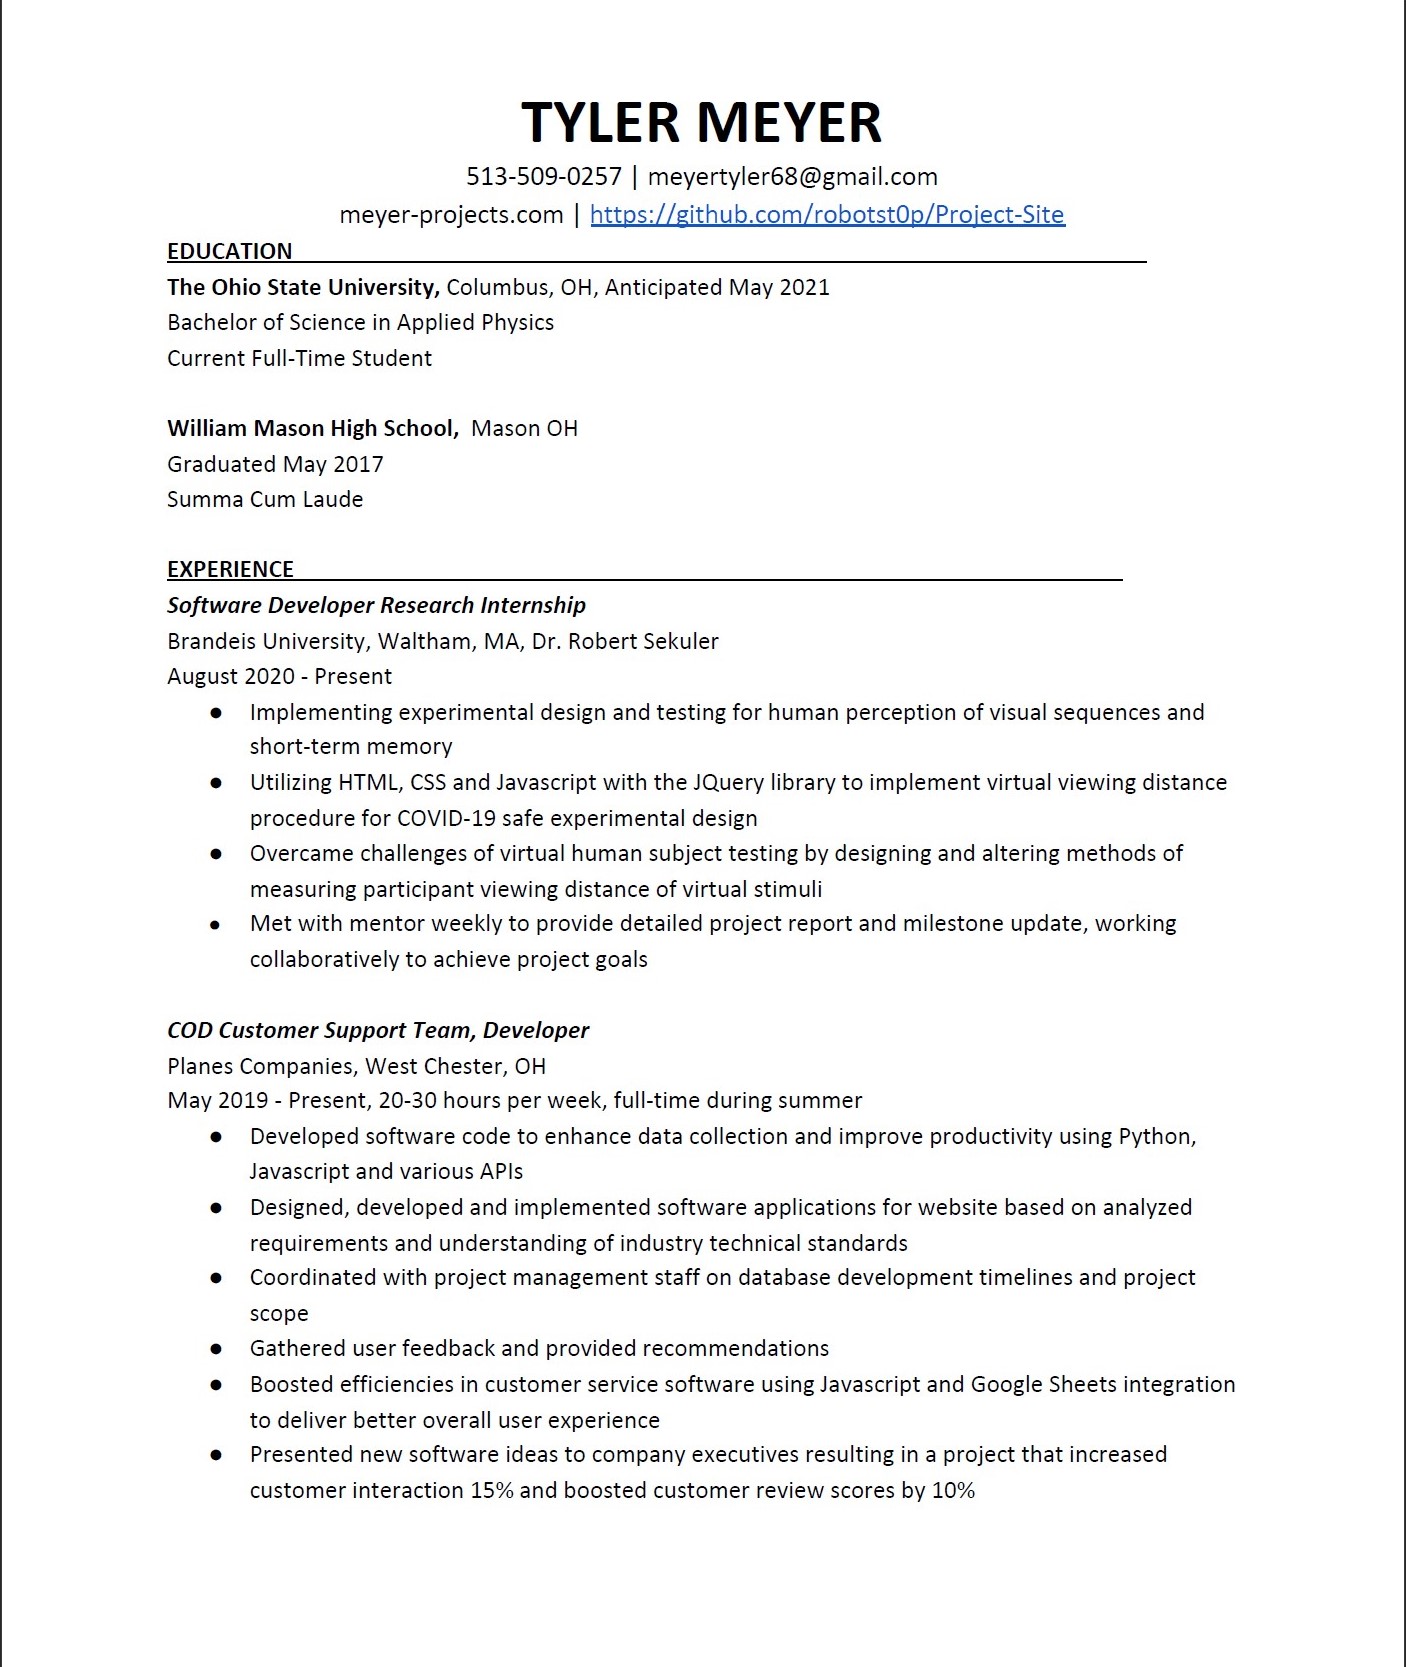 TYLER MEYER
513-509-0257 | meyertyler68@gmail.com
meyer-projects.com | https://github.com/robotst0p/Project-Site
EDUCATION
The Ohio State University, Columbus, OH, Anticipated May 2021
Bachelor of Science in Applied Physics
Current Full-Time Student
William Mason High School,  Mason OH
Graduated May 2017
Summa Cum Laude
EXPERIENCE
Software Developer Research Internship
Brandeis University, Waltham, MA, Dr. Robert Sekuler
August 2020 - Present
● Implementing experimental design and testing for human perception of visual sequences and
short-term memory
● Utilizing HTML, CSS and Javascript with the JQuery library to implement virtual viewing distance
procedure for COVID-19 safe experimental design
● Overcame challenges of virtual human subject testing by designing and altering methods of
measuring participant viewing distance of virtual stimuli
● Met with mentor weekly to provide detailed project report and milestone update, working
collaboratively to achieve project goals
COD Customer Support Team, Developer
Planes Companies, West Chester, OH
May 2019 - Present, 20-30 hours per week, full-time during summer
● Developed software code to enhance data collection and improve productivity using Python,
Javascript and various APIs
● Designed, developed and implemented software applications for website based on analyzed
requirements and understanding of industry technical standards
● Coordinated with project management staff on database development timelines and project
scope
● Gathered user feedback and provided recommendations
● Boosted efficiencies in customer service software using Javascript and Google Sheets integration
to deliver better overall user experience
● Presented new software ideas to company executives resulting in a project that increased
customer interaction 15% and boosted customer review scores by 10%